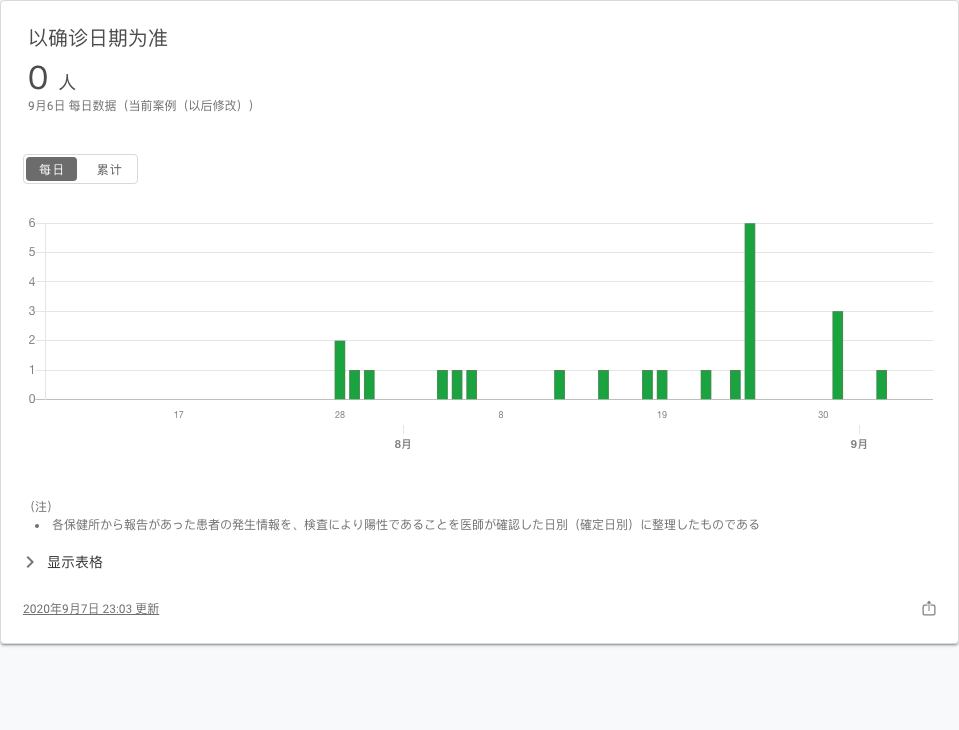 以确诊日期为准
0 人
9月6日 每日数据（当前案例（以后修改））
每日 累计
6
5
4
3
2
1
0
17 28 8 19 30
8月 9月
（注）
• 各保健所から報告があった患者の発生情報を、検査により陽性であることを医師が確認した日別（確定日別）に整理したものである
显示表格
2020年9月7日 23:03 更新